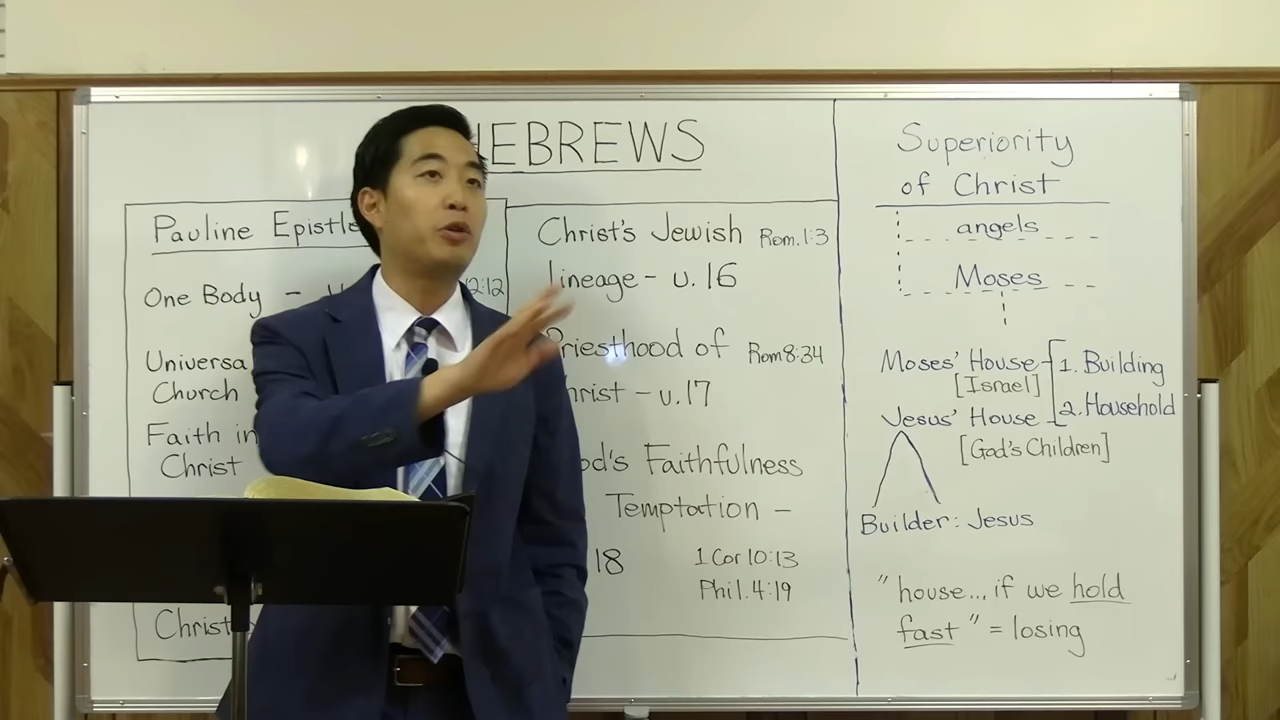 HEBREWS
Pauline Epistle
One Body -
12:12
Universa
Church
Faith in
Christ
Christ
Christ's Jewish Rom. 1:3
Lineage - v. 16
Priesthood of Rom 8:34
Christ - v. 17
God's Faithfulness
Temptation -
18
1 Cor 10:13
Phil. 4:19
Superiority
of Christ
angels
Moses
Moses' House
[Israel]
1. Building
2. Household
Jesus' House
[God's Children]
Builder: Jesus
"house... if we hold
fast" = losing